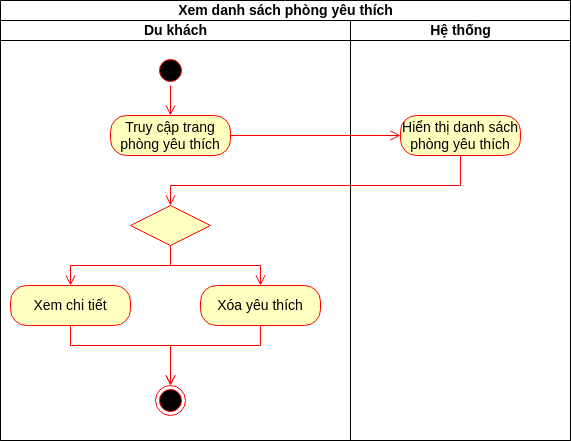 Xem danh sách phòng yêu thích
Du khách
Hệ thống
Truy cập trang
phòng yêu thích
Hiển thị danh sách
phòng yêu thích
Xem chi tiết
Xóa yêu thích